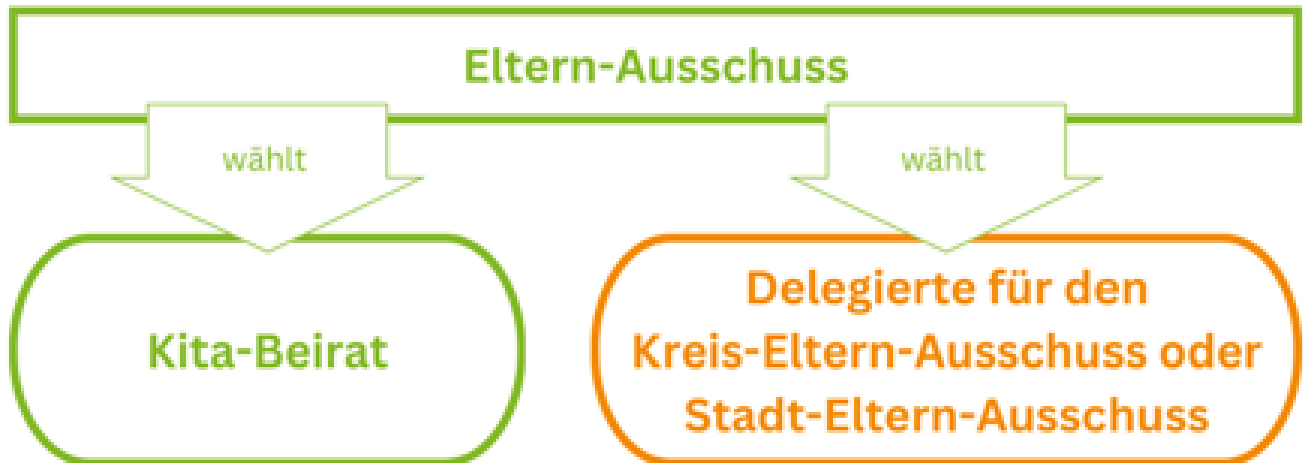 Eltern-Ausschuss
wählt
wählt
Kita-Beirat
Delegierte für den
Kreis-Eltern-Ausschuss oder
Stadt-Eltern-Ausschuss